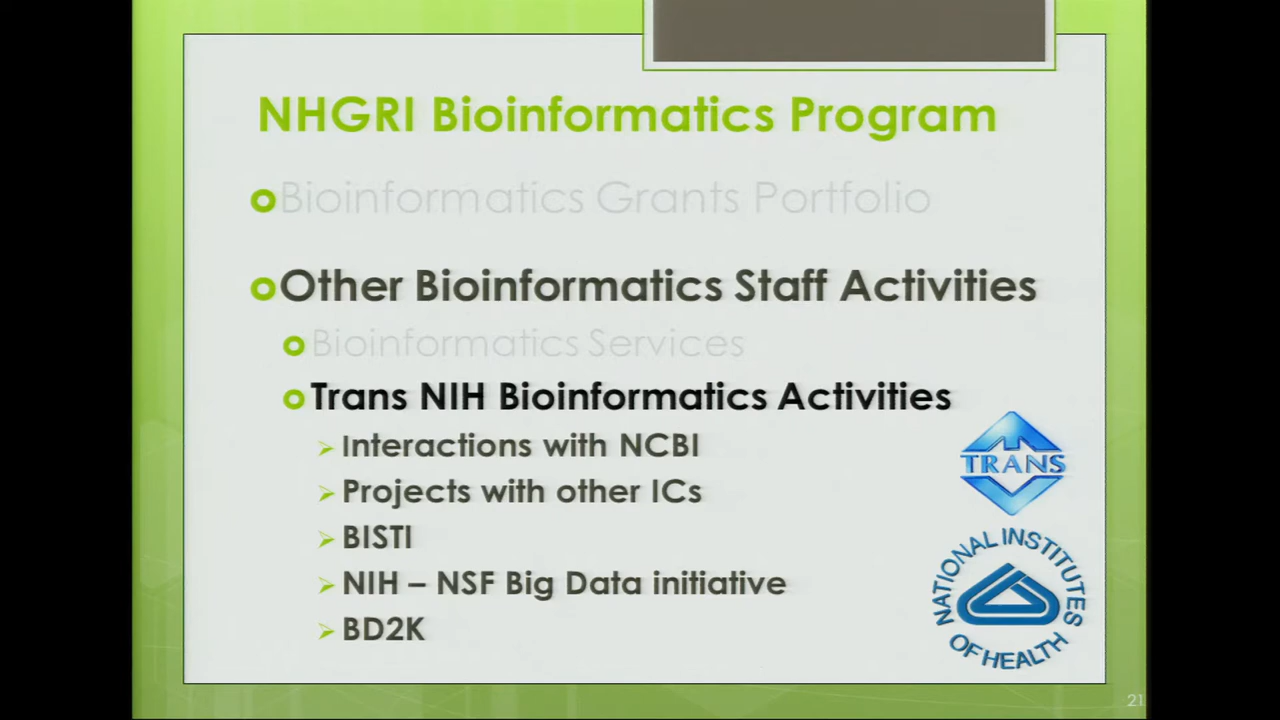 NHGRI Bioinformatics Program
Bioinformatics Grants Portfolio
Other Bioinformatics Staff Activities
Bioinformatics Services
Trans NIH Bioinformatics Activities
Interactions with NCBI
Projects with other ICs
BISTI
NIH – NSF Big Data initiative
BD2K
TRANS
NATIONAL INSTITUTES
OF HEALTH
21